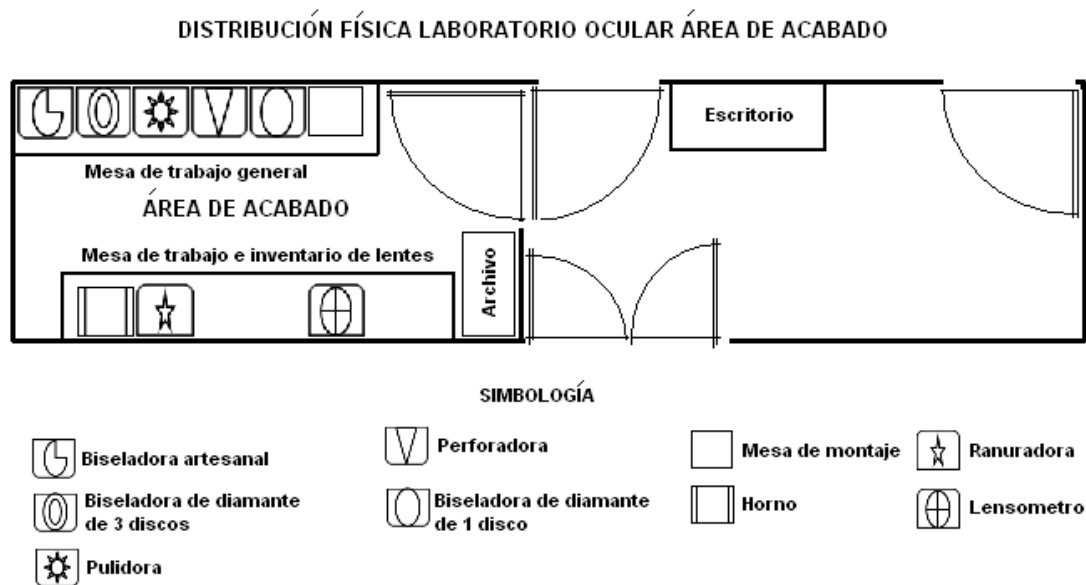 DISTRIBUCIÓN FÍSICA LABORATORIO OCULAR ÁREA DE ACABADO
Escritorio
Mesa de trabajo general
ÁREA DE ACABADO
Mesa de trabajo e inventario de lentes
Archivo
SIMBOLOGÍA
Biseladora artesanal
Perforadora
Mesa de montaje
Ranuradora
Biseladora de diamante
de 3 discos
Biseladora de diamante
de 1 disco
Horno
Lensometro
Pulidora